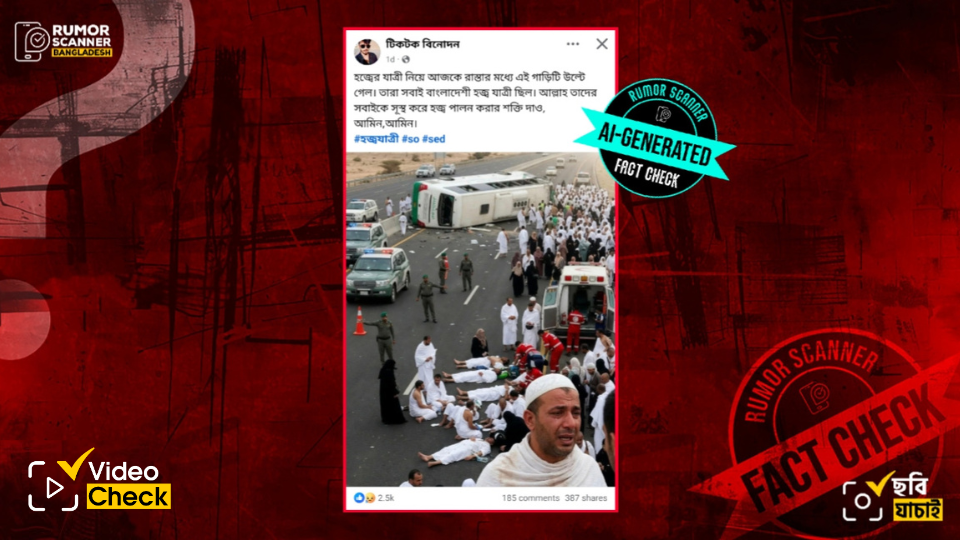 RUMOR
SCANNER
BANGLADESH
টিকটক বিনোদন
1d
হজ্বের যাত্রী নিয়ে আজকে রাস্তার মধ্যে এই গাড়িটি উল্টে
গেল। তারা সবাই বাংলাদেশী হজ্ব যাত্রী ছিল। আল্লাহ তাদের
সবাইকে সুস্থ করে হজ্ব পালন করার শক্তি দাও,
আমিন,আমিন।
#হজ্বযাত্রী #so #sed
RUMOR SCANNER
AI-GENERATED
FACT CHECK
2.5k
185 comments 387 shares
RUMOR SCANNER
FACT CHECK
Video
Check
ছবি
যাচাই